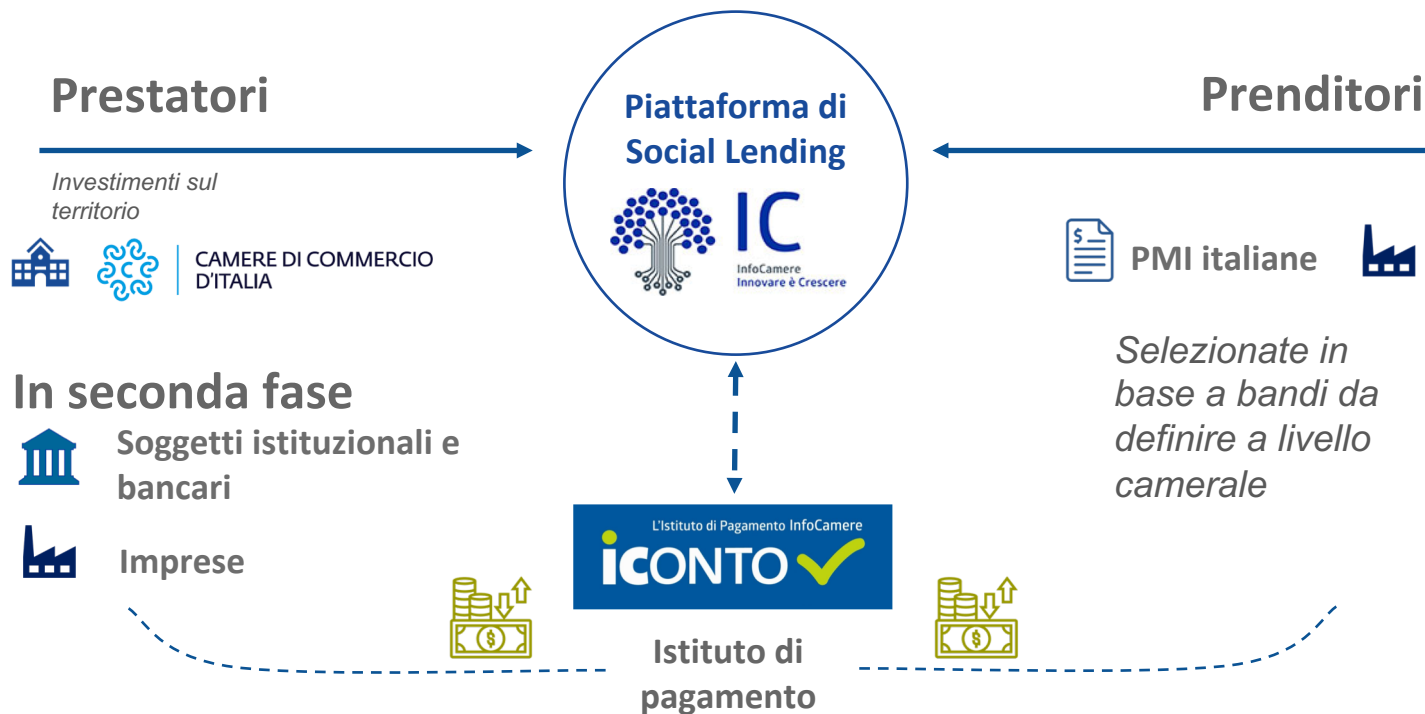 Prestatori
Investimenti sul
territorio
CAMERE DI COMMERCIO
D'ITALIA
In seconda fase
Soggetti istituzionali e
bancari
Imprese
Piattaforma di
Social Lending
IC
InfoCamere
Innovare è Crescere
L'Istituto di Pagamento InfoCamere
iCONTO
Istituto di
pagamento
Prenditori
PMI italiane
Selezionate in
base a bandi da
definire a livello
camerale